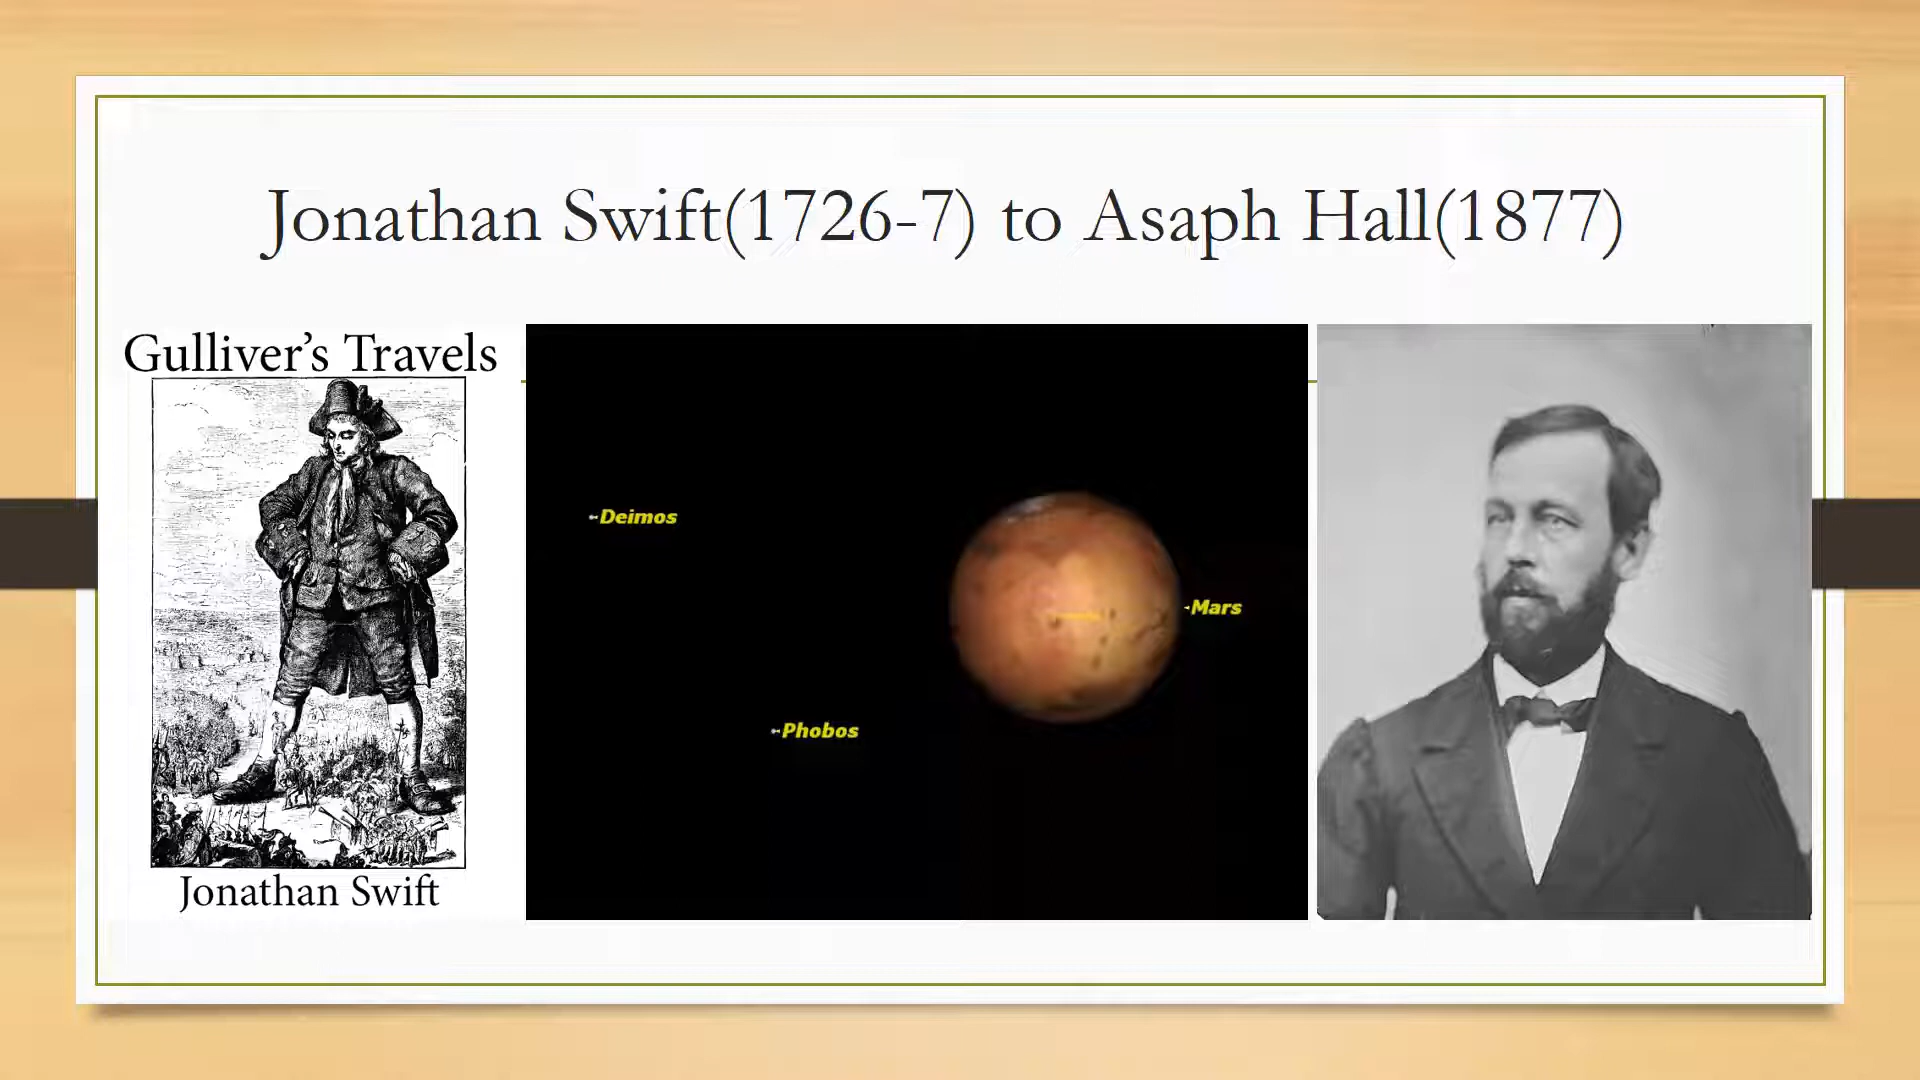 Jonathan Swift(1726-7) to Asaph Hall(1877)
Gulliver's Travels
Jonathan Swift
Deimos
Mars
Phobos